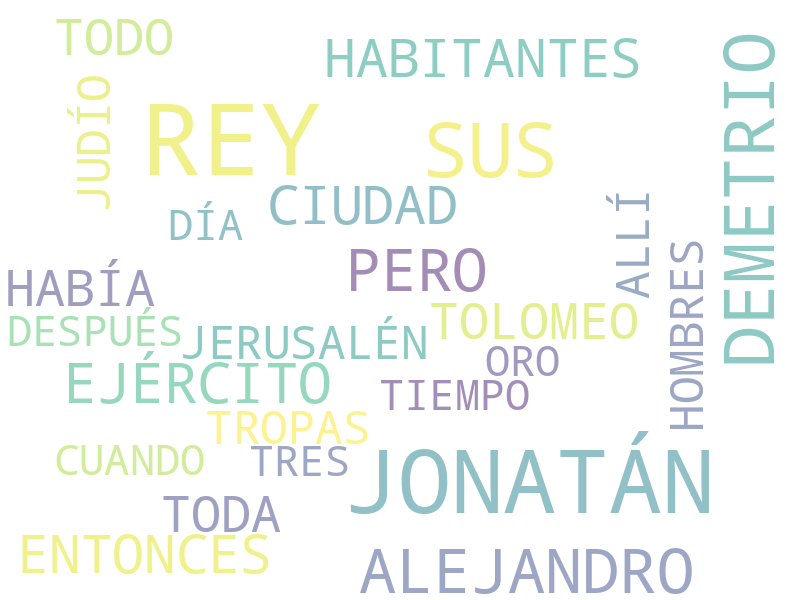 TODO
HABITANTES
DEMETRIO
JUDÍO
REY
SUS
CIUDAD
DÍA
ALLÍ
HOMBRES
PERO
HABÍA
TOLOMEO
DESPUÉS
JERUSALÉN
ORO
EJÉRCITO
TIEMPO
TROPAS
CUANDO
TRES
JONATÁN
TODA
ENTONCES
ALEJANDRO